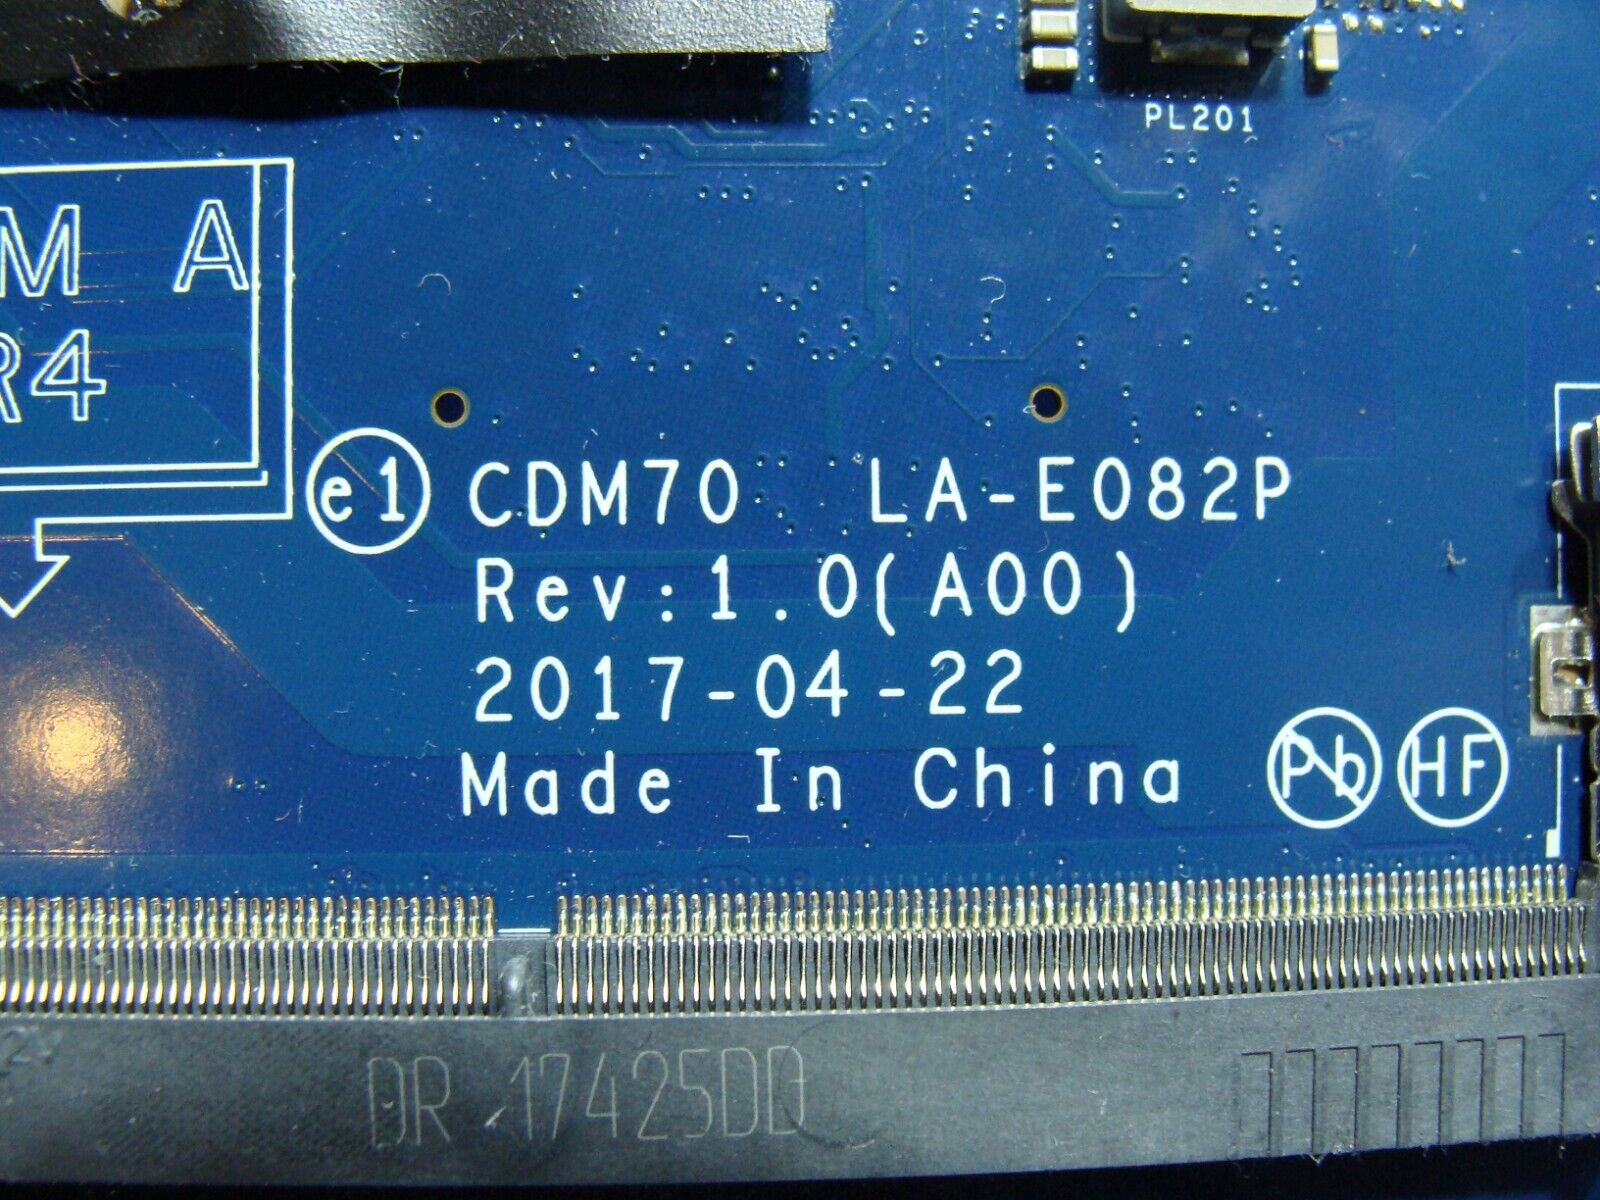 PL201
M A
R4
e1 CDM70 LA-E082P
Rev:1.0(A00)
2017-04-22
Made In China
Pb HF
DR 17425DD